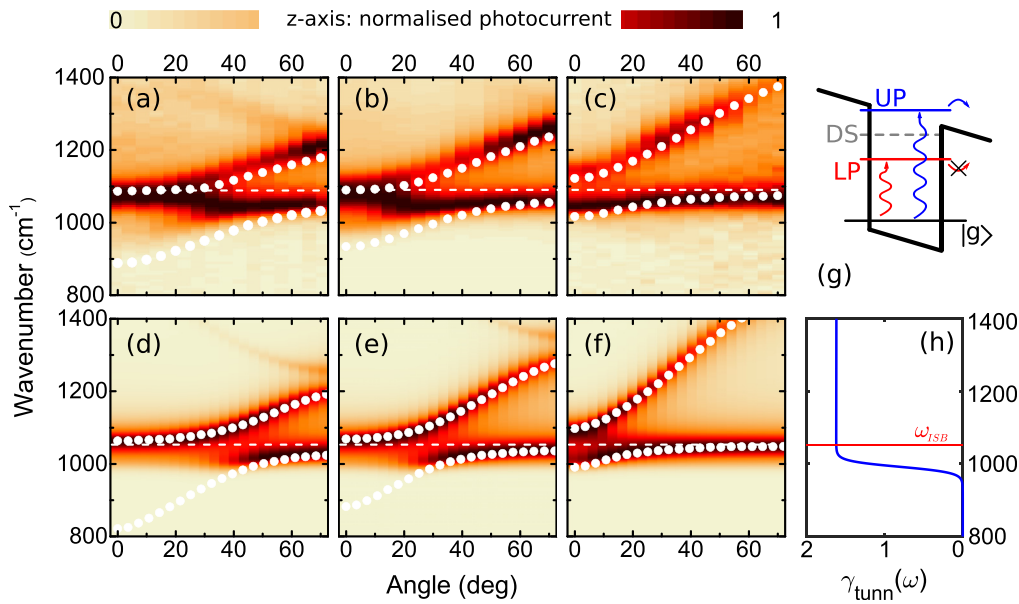 0 z-axis: normalised photocurrent 1
0 20 40 60 0 20 40 60 0 20 40 60
1400
1200
1000
800
(a) (b) (c)
UP
DS
LP
|g>
(g)
Wavenumber (cm⁻¹)
1400
1200
1000
800
(d) (e) (f) (h)
1400
1200
1000
800
ω_ISB
0 20 40 60 0 20 40 60 0 20 40 60
2 1 0
Angle (deg)
γ_tunn(ω)